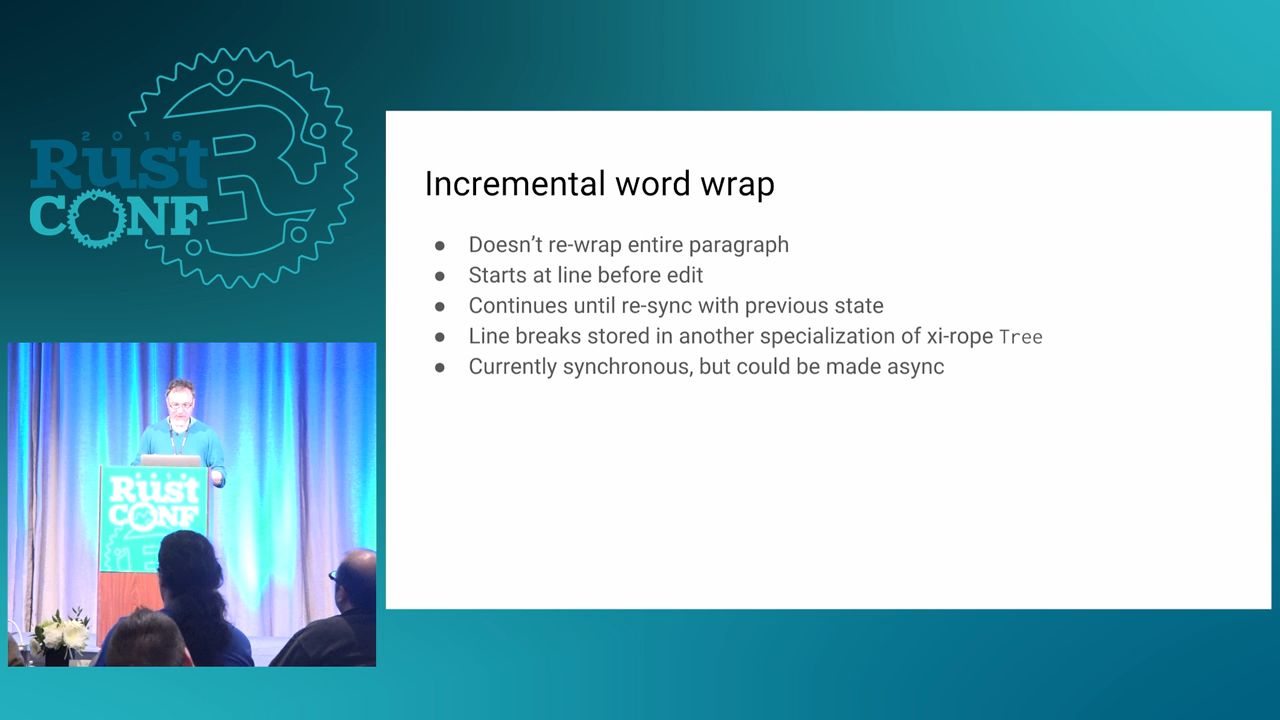 2016
Rust
CONF
Incremental word wrap
● Doesn't re-wrap entire paragraph
● Starts at line before edit
● Continues until re-sync with previous state
● Line breaks stored in another specialization of xi-rope Tree
● Currently synchronous, but could be made async
2016
Rust
CONF